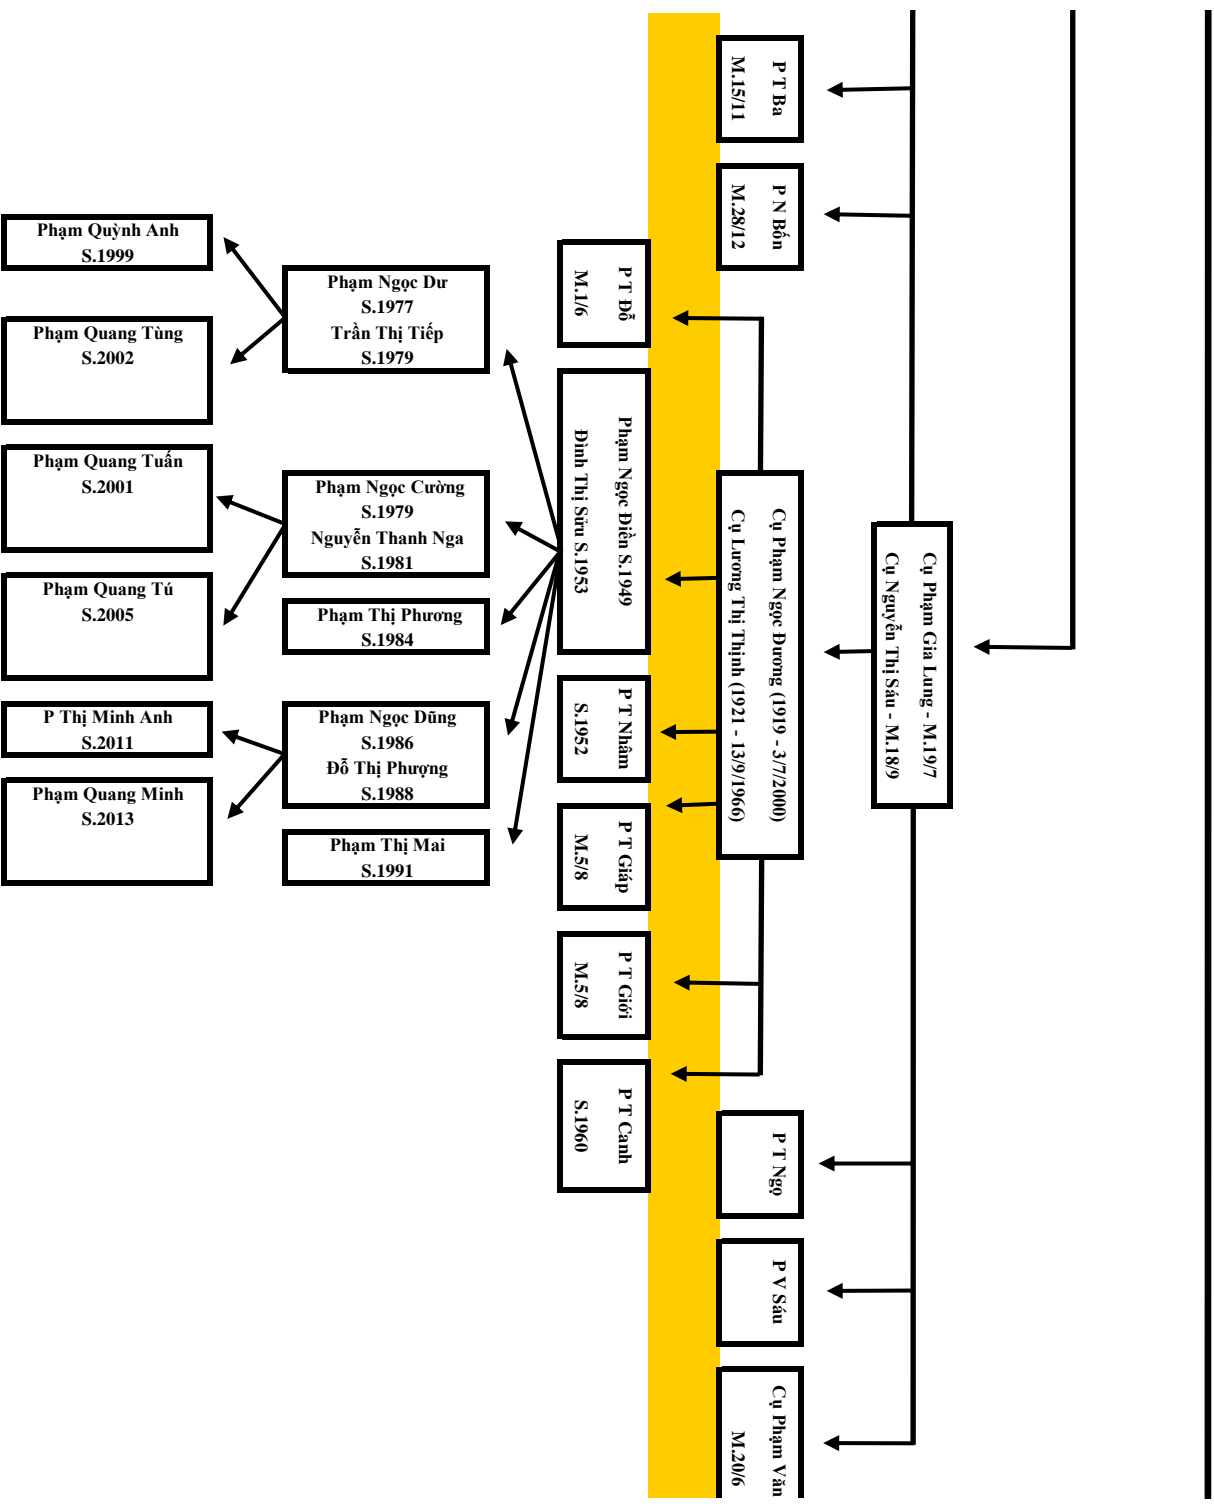 Cụ Phạm Gia Lung - M.19/7
Cụ Nguyễn Thị Sáu - M.18/9
P T Ba
M.15/11
P N Bốn
M.28/12
Cụ Phạm Ngọc Đương (1919 - 3/7/2000)
Cụ Lương Thị Thịnh (1921 - 13/9/1966)
P T Ngọ
P V Sáu
Cụ Phạm Văn
M.20/6
P T Đỗ
M.1/6
Phạm Ngọc Điền S.1949
Đinh Thị Sửu S.1953
P T Nhâm
S.1952
P T Giáp
M.5/8
P T Giới
M.5/8
P T Canh
S.1960
Phạm Ngọc Dư
S.1977
Trần Thị Tiếp
S.1979
Phạm Ngọc Cường
S.1979
Nguyễn Thanh Nga
S.1981
Phạm Thị Phương
S.1984
Phạm Ngọc Dũng
S.1986
Đỗ Thị Phượng
S.1988
Phạm Thị Mai
S.1991
Phạm Quỳnh Anh
S.1999
Phạm Quang Tùng
S.2002
Phạm Quang Tuấn
S.2001
Phạm Quang Tú
S.2005
P Thị Minh Anh
S.2011
Phạm Quang Minh
S.2013